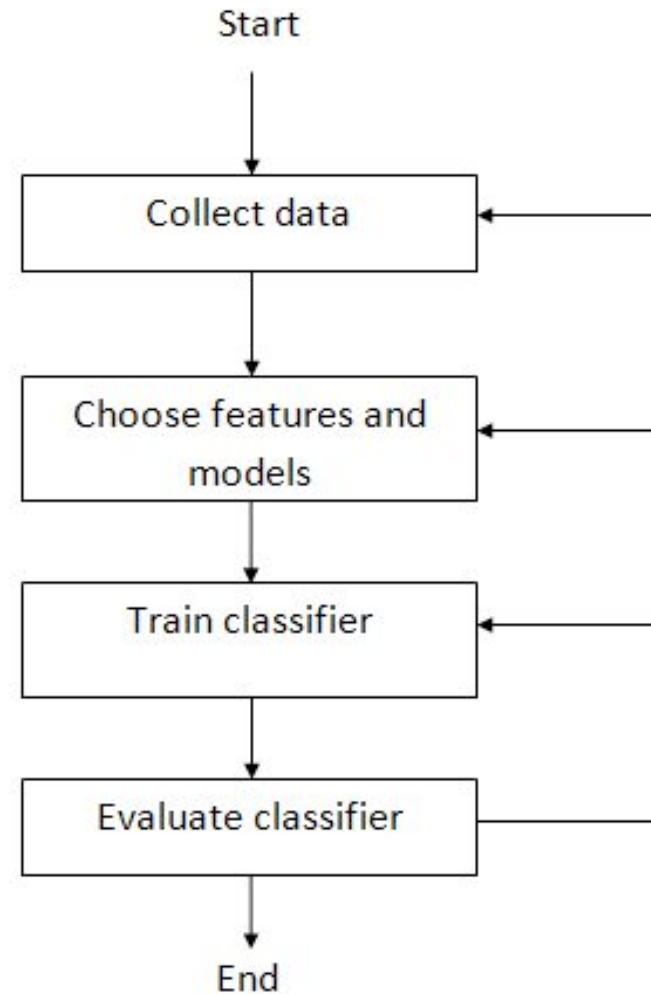 Start
Collect data
Choose features and
models
Train classifier
Evaluate classifier
End